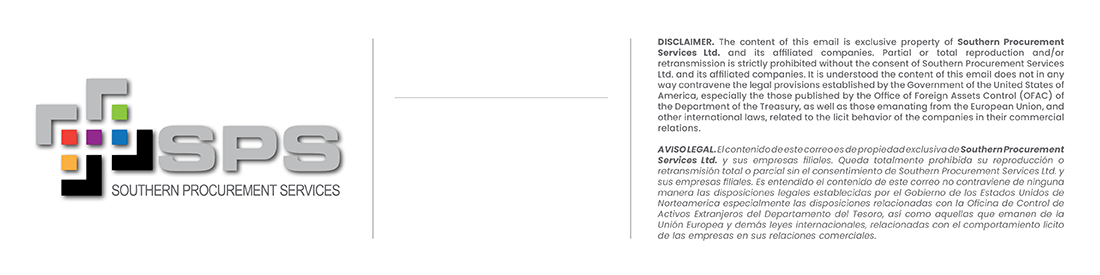 SPS
SOUTHERN PROCUREMENT SERVICES
DISCLAIMER. The content of this email is exclusive property of Southern Procurement
Services Ltd. and its affiliated companies. Partial or total reproduction and/or
retransmission is strictly prohibited without the consent of Southern Procurement Services
Ltd. and its affiliated companies. It is understood the content of this email does not in any
way contravene the legal provisions established by the Government of the United States of
America, especially the those published by the Office of Foreign Assets Control (OFAC) of
the Department of the Treasury, as well as those emanating from the European Union, and
other international laws, related to the licit behavior of the companies in their commercial
relations.
AVISO LEGAL. El contenido de este correo es de propiedad exclusiva de Southern Procurement
Services Ltd. y sus empresas filiales. Queda totalmente prohibida su reproducción o
retransmisión total o parcial sin el consentimiento de Southern Procurement Services Ltd. y
sus empresas filiales. Es entendido el contenido de este correo no contraviene de ninguna
manera las disposiciones legales establecidas por el Gobierno de los Estados Unidos de
Norteamerica especialmente las disposiciones relacionadas con la Oficina de Control de
Activos Extranjeros del Departamento del Tesoro, así como aquellas que emanen de la
Unión Europea y demás leyes internacionales, relacionadas con el comportamiento licito
de las empresas en sus relaciones comerciales.